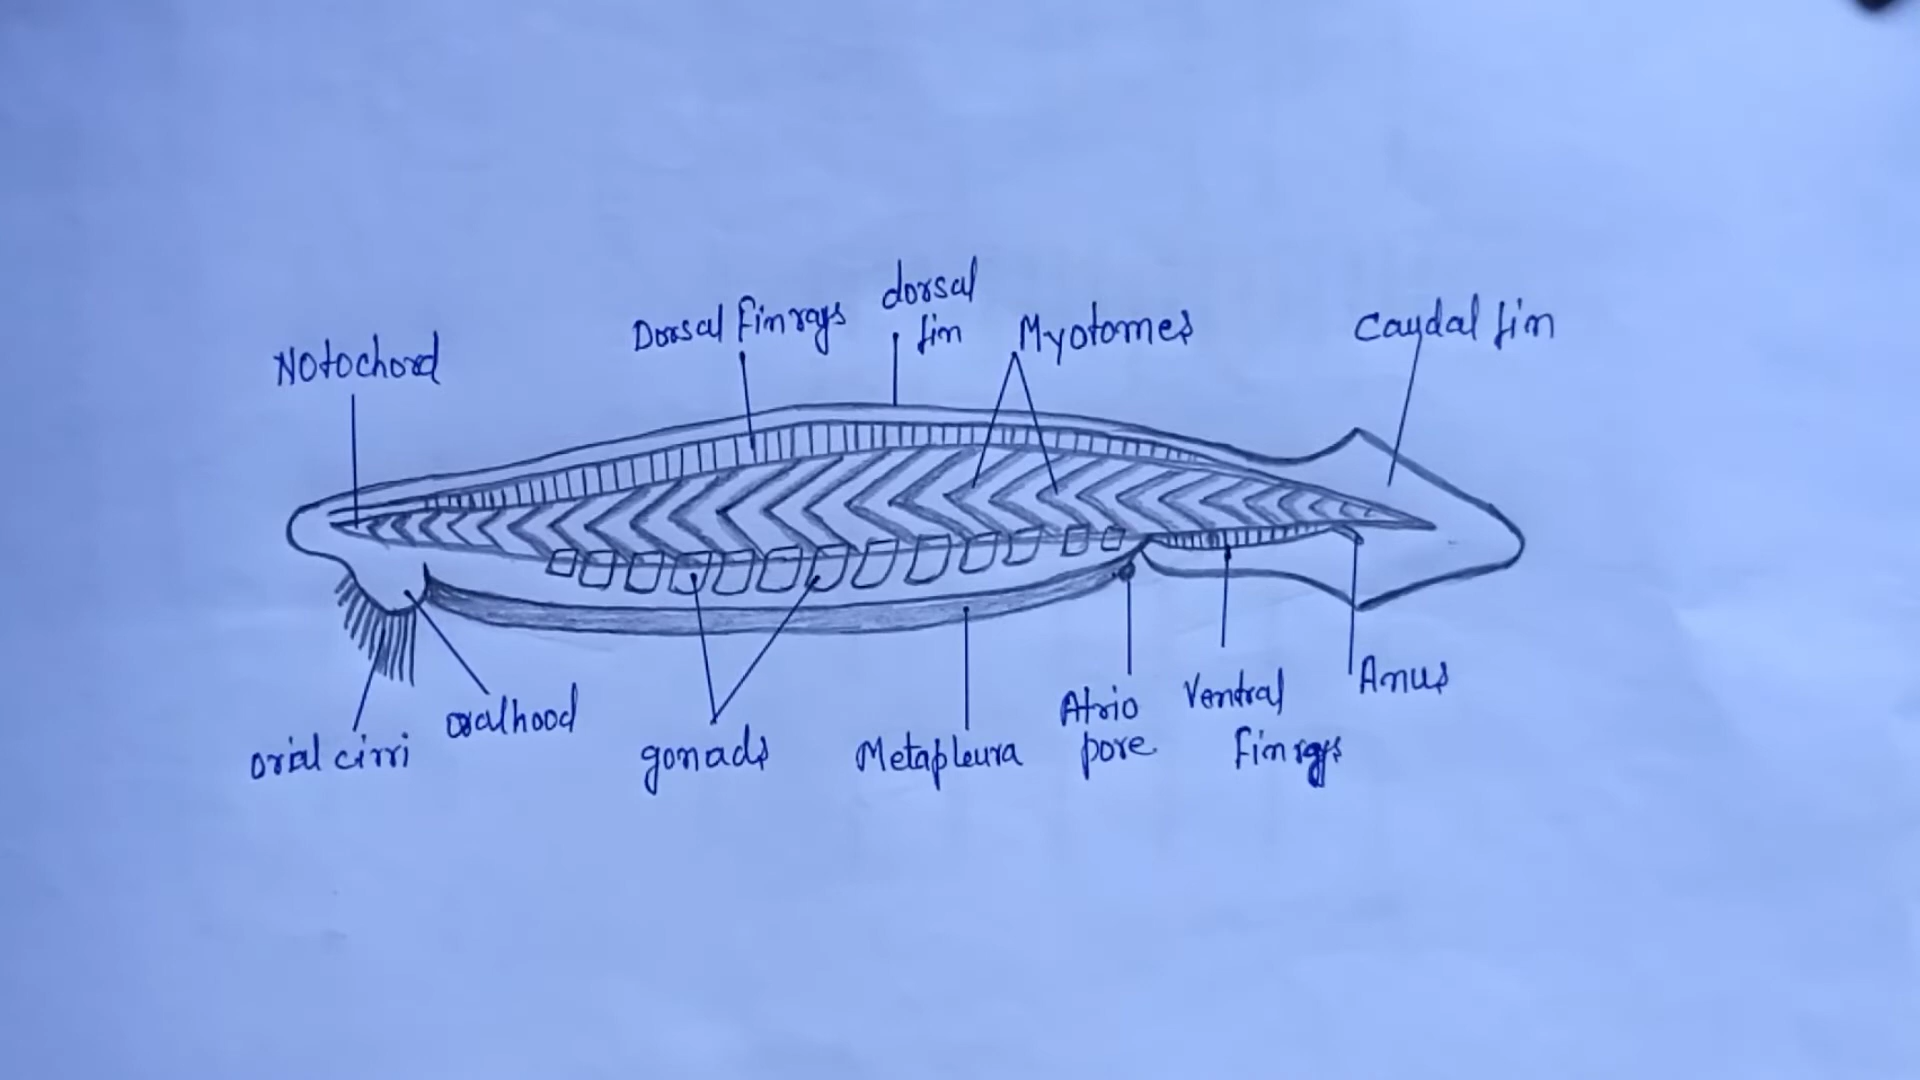 Notochord
Dorsal fin rays
dorsal
fin
Myotomes
Caudal fin
orial cirri
oralhood
gonads
Metapleura
Atrio
pore
Ventral
Fin rays
Anus